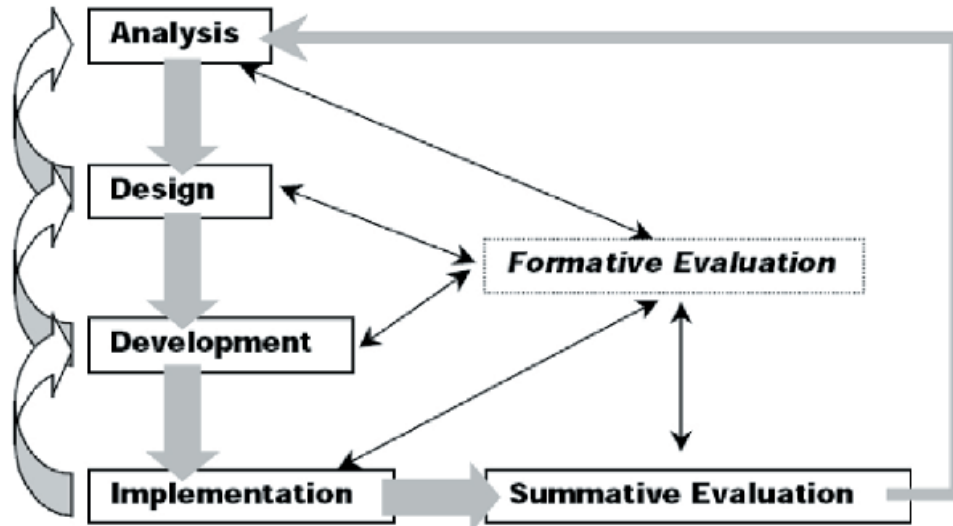 Analysis
Design
Formative Evaluation
Development
Implementation
Summative Evaluation